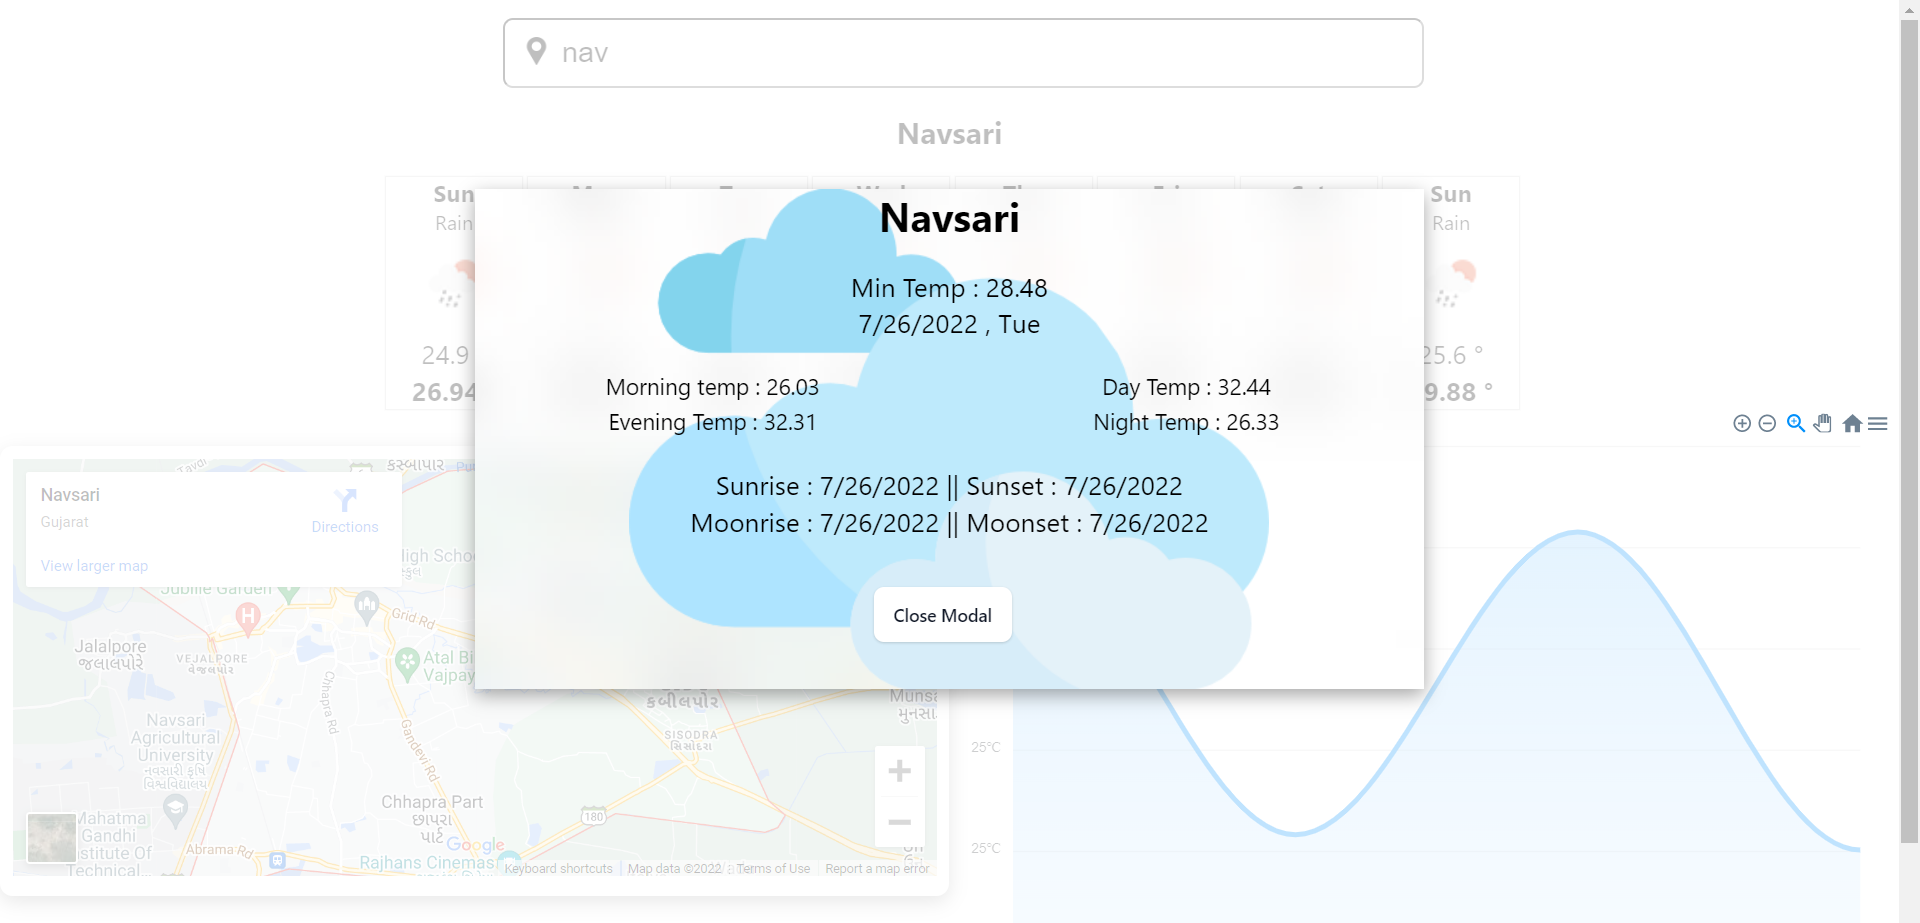 nav
Navsari
Sun
Rain
24.9
26.94
Sun
Rain
25.6 °
9.88 °
Navsari
Min Temp : 28.48
7/26/2022 , Tue
Morning temp : 26.03
Day Temp : 32.44
Evening Temp : 32.31
Night Temp : 26.33
Sunrise : 7/26/2022 || Sunset : 7/26/2022
Moonrise : 7/26/2022 || Moonset : 7/26/2022
Close Modal
Navsari
Gujarat
Directions
View larger map
કસ્બાપાર
Jubilie Garden
H
Grid Rd
Jalalpore
જલાલપોરે
VEJALPORE
વેજલપોર
Atal Bi
Vajpay
Chhapra Rd
Gandevi Rd
કબીલપોર
Munsa
મુનસા
Navsari
Agricultural
University
નવસારી કૃષિ
વિશ્વવિદ્યાલય
SISODRA
સિસોદરા
Chhapra Part
છાપરા
પાર્ટ
180
Mahatma
Gandhi
stitute Of
Technical...
Abrama Rd
Google
Rajhans Cinemas
Keyboard shortcuts
Map data ©2022
Terms of Use
Report a map error
25°C
25°C